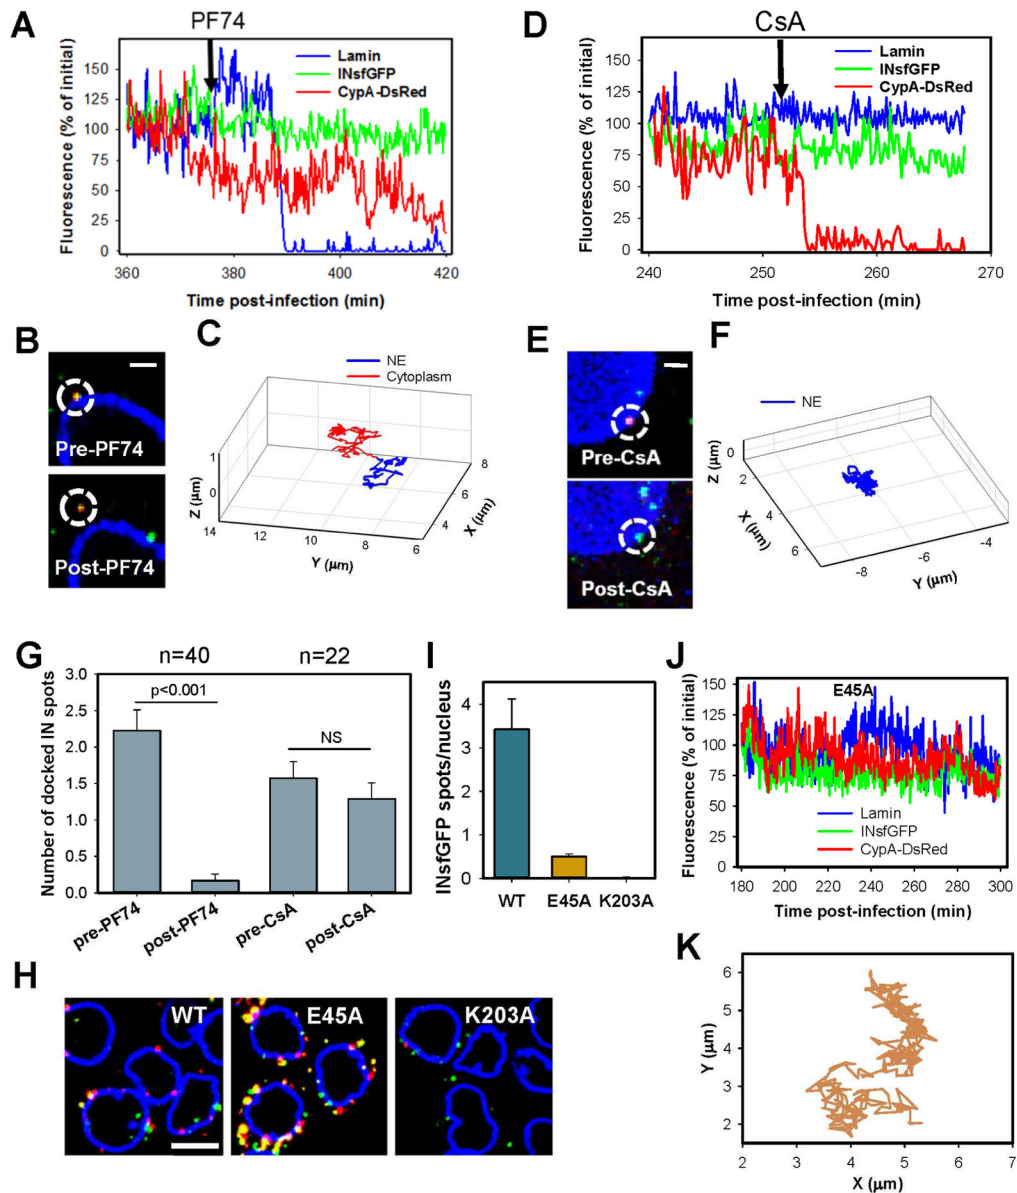 A
PF74
Lamin
INsfGFP
CypA-DsRed
Fluorescence (% of initial)
150
125
100
75
50
25
0
360
380
400
420
Time post-infection (min)
D
CsA
Lamin
INsfGFP
CypA-DsRed
Fluorescence (% of initial)
150
125
100
75
50
25
0
240
250
260
270
Time post-infection (min)
B
Pre-PF74
Post-PF74
C
NE
Cytoplasm
Z (µm)
1
0
14
12
10
8
6
Y (µm)
4
6
8
X (µm)
E
Pre-CsA
Post-CsA
F
NE
Z (µm)
0
2
4
6
X (µm)
-8
-6
-4
Y (µm)
G
n=40
n=22
p<0.001
NS
Number of docked IN spots
3.0
2.5
2.0
1.5
1.0
0.5
0.0
pre-PF74
post-PF74
pre-CsA
post-CsA
I
INsfGFP spots/nucleus
4
3
2
1
0
WT
E45A
K203A
J
E45A
Fluorescence (% of initial)
150
125
100
75
50
25
0
Lamin
INsfGFP
CypA-DsRed
180
200
220
240
260
280
300
Time post-infection (min)
H
WT
E45A
K203A
K
Y (µm)
6
5
4
3
2
2
3
4
5
6
7
X (µm)